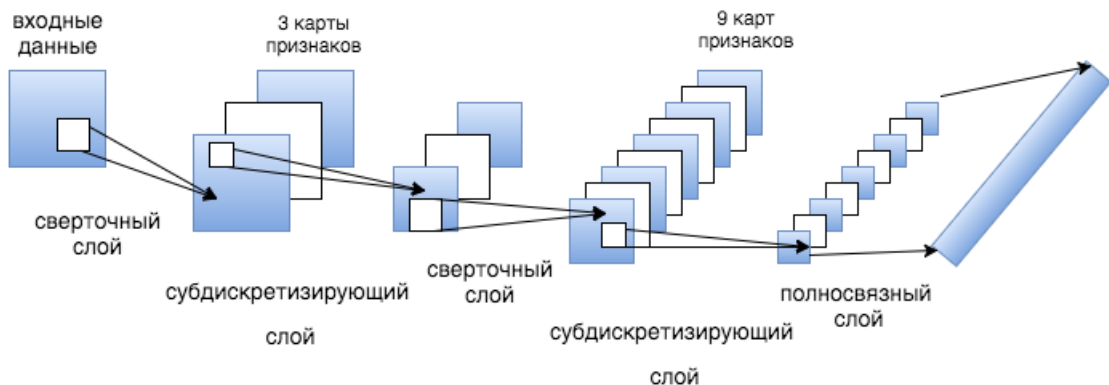 входные
данные
3 карты
признаков
9 карт
признаков
сверточный
слой
субдискретизирующий
слой
сверточный
слой
субдискретизирующий
слой
полносвязный
слой